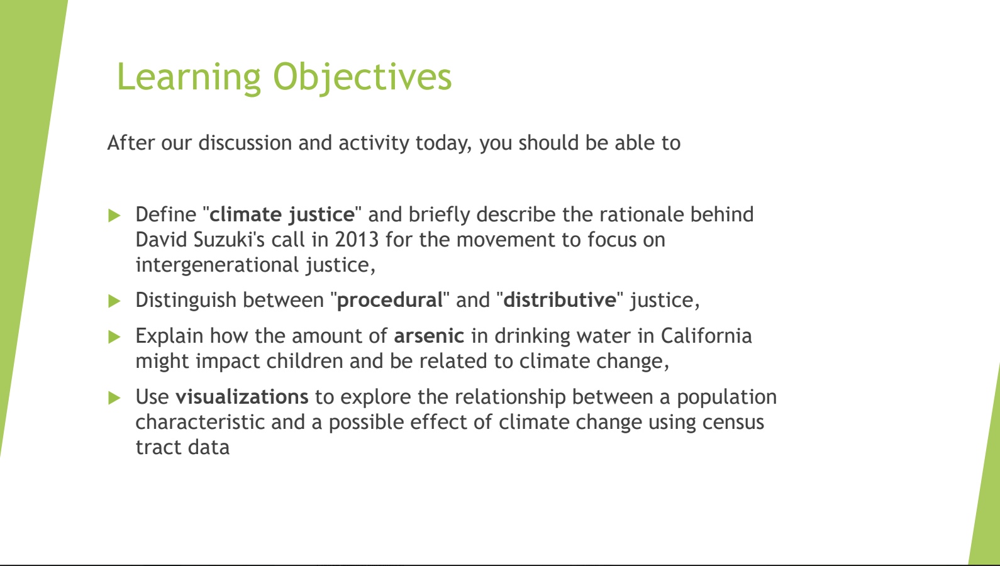 Learning Objectives
After our discussion and activity today, you should be able to
Define "climate justice" and briefly describe the rationale behind
David Suzuki's call in 2013 for the movement to focus on
intergenerational justice,
Distinguish between "procedural" and "distributive" justice,
Explain how the amount of arsenic in drinking water in California
might impact children and be related to climate change,
Use visualizations to explore the relationship between a population
characteristic and a possible effect of climate change using census
tract data